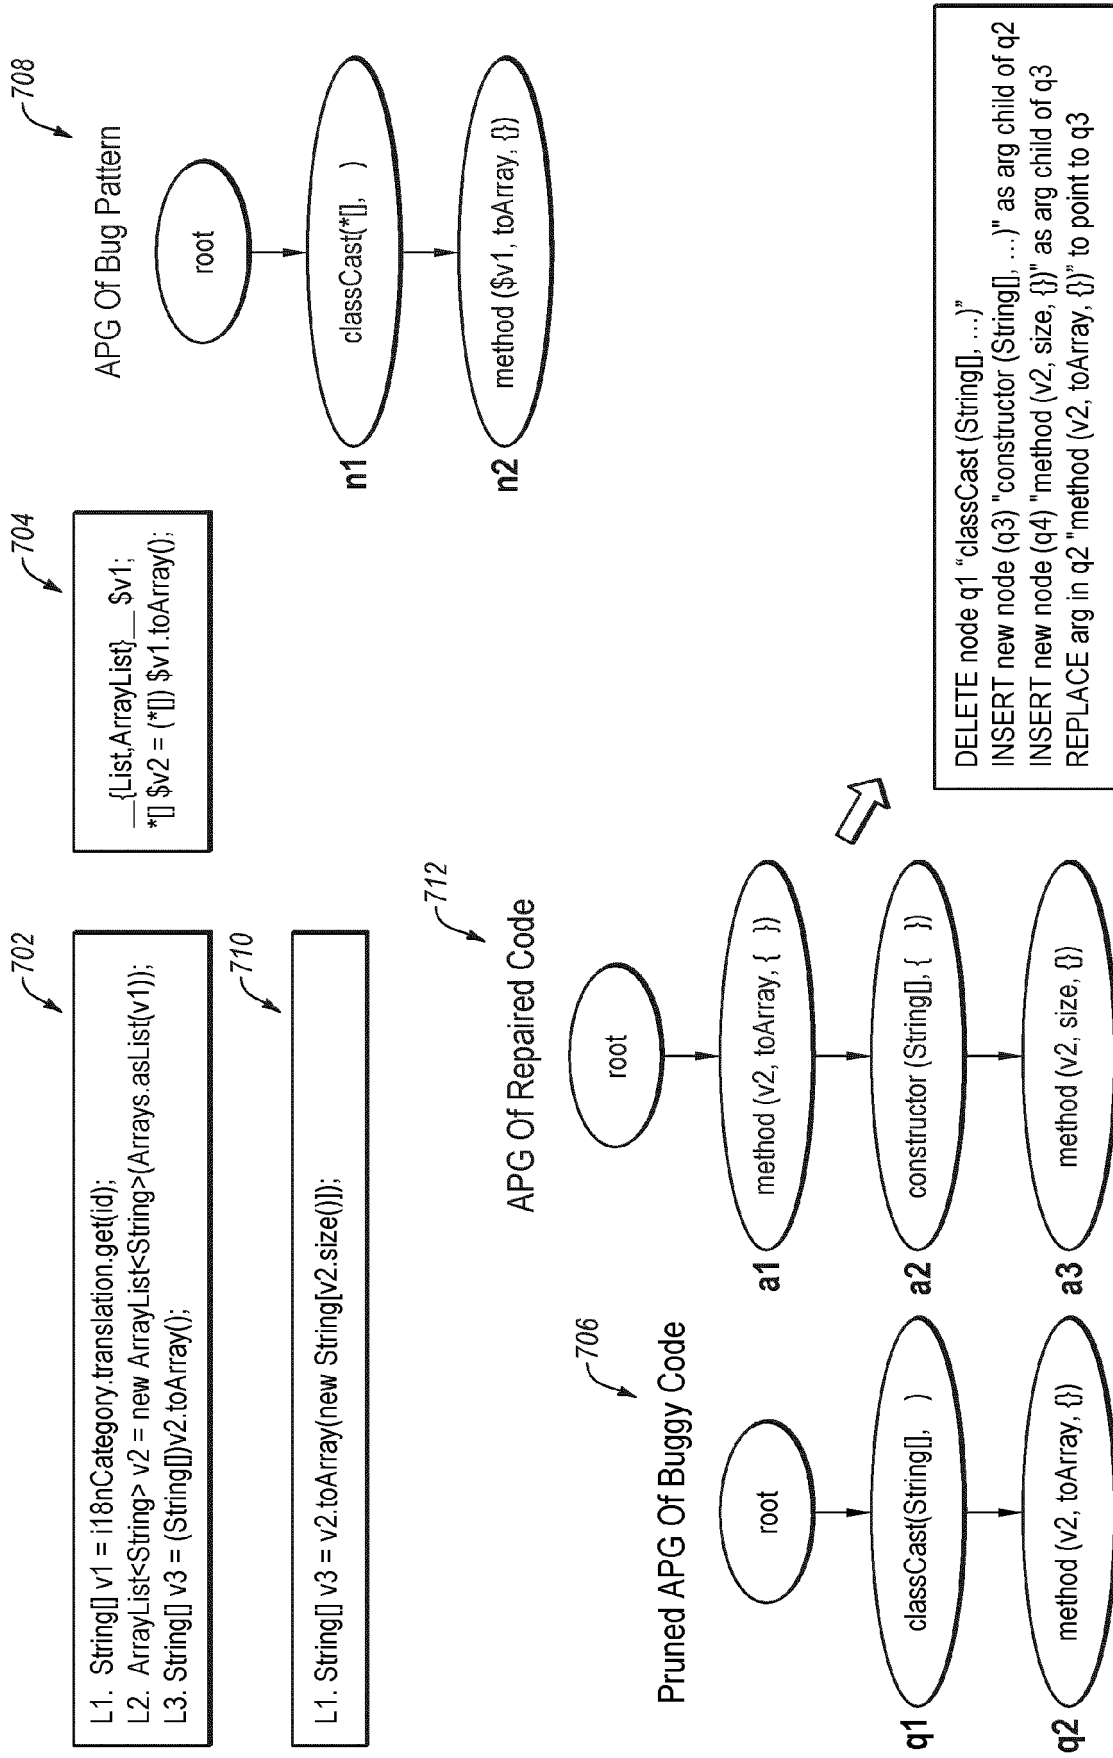 702
L1. String[] v1 = i18nCategory.translation.get(id);
L2. ArrayList<String> v2 = new ArrayList<String>(Arrays.asList(v1));
L3. String[] v3 = (String[])v2.toArray();
704
__{List,ArrayList}__ $v1;
*[] $v2 = (*[]) $v1.toArray();
708
APG Of Bug Pattern
root
n1
classCast(*[],   )
n2
method ($v1, toArray, {})
710
L1. String[] v3 = v2.toArray(new String[v2.size()]);
712
APG Of Repaired Code
root
a1
method (v2, toArray, {   })
a2
constructor (String[], {   })
a3
method (v2, size, {})
706
Pruned APG Of Buggy Code
root
q1
classCast(String[],   )
q2
method (v2, toArray, {})
DELETE node q1 “classCast (String[], …)”
INSERT new node (q3) "constructor (String[], …)" as arg child of q2
INSERT new node (q4) "method (v2, size, {})" as arg child of q3
REPLACE arg in q2 "method (v2, toArray, {})” to point to q3